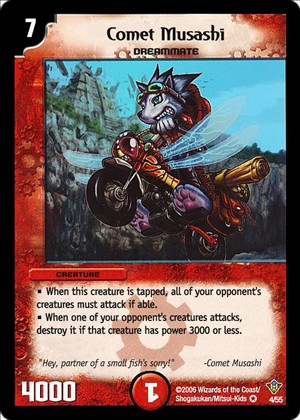 7
Comet Musashi
DREAMMATE
CREATURE
▪ When this creature is tapped, all of your opponent's
creatures must attack if able.
▪ When one of your opponent's creatures attacks,
destroy it if that creature has power 3000 or less.
"Hey, partner of a small fish's sorry!" -Comet Musashi
4000
1
©2006 Wizards of the Coast/
Shogakukan/Mitsui-Kids
4/55